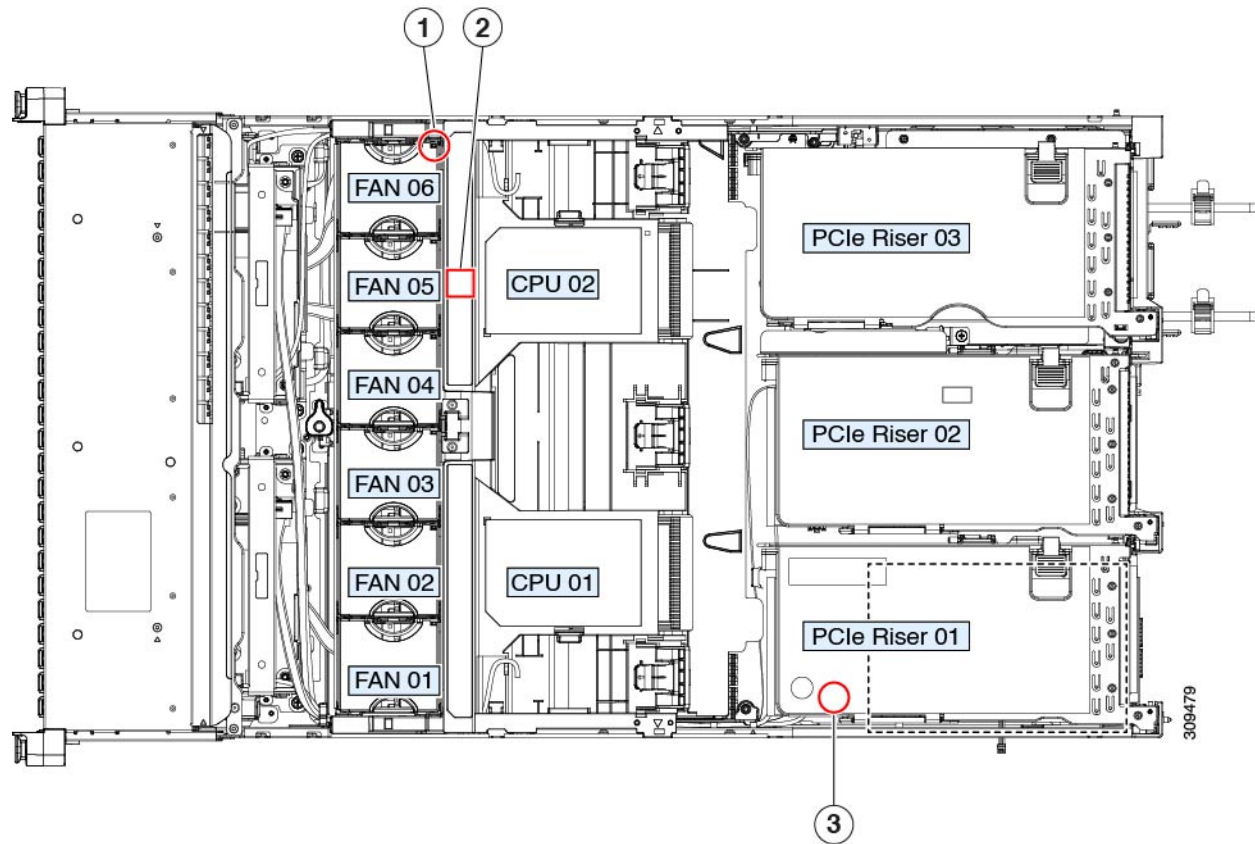 1
2
FAN 06
PCIe Riser 03
FAN 05
CPU 02
FAN 04
PCIe Riser 02
FAN 03
FAN 02
CPU 01
PCIe Riser 01
FAN 01
309479
3